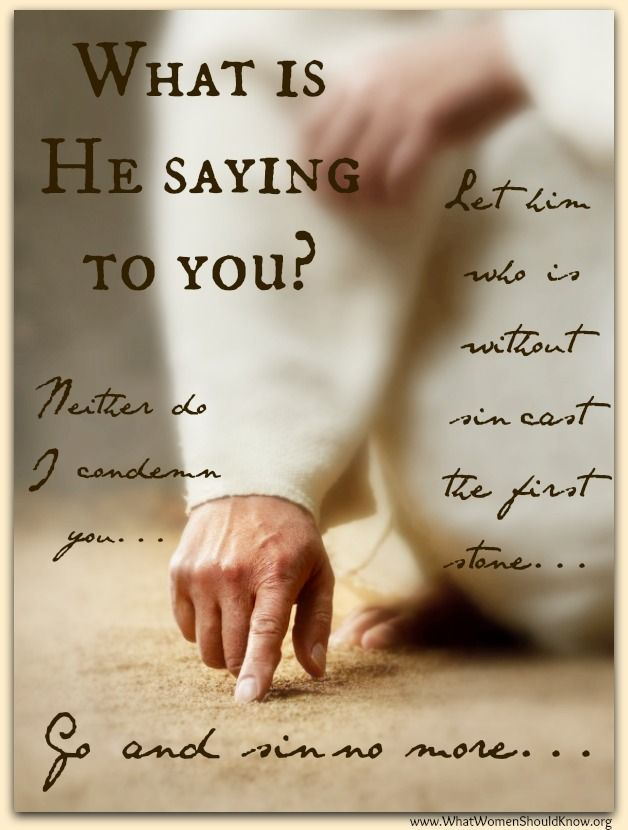 What is
He saying
to you?
Let him
who is
without
sin cast
the first
stone...
Neither do
I condemn
you...
Go and sin no more...
www.WhatWomenShouldKnow.org